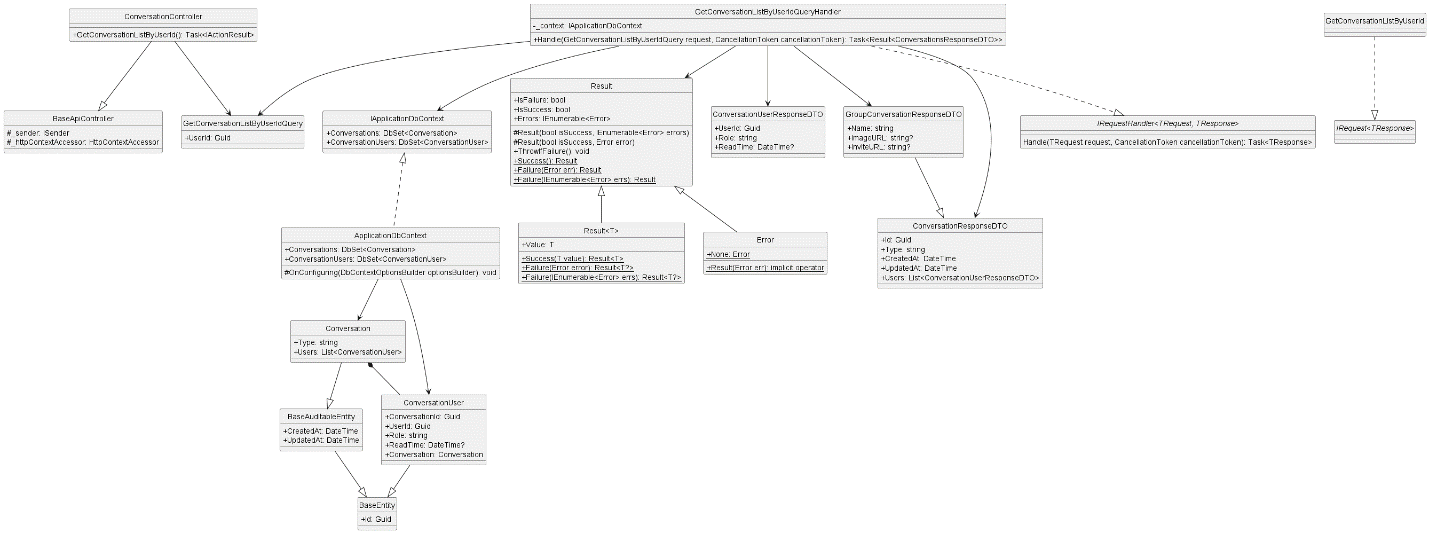 ConversationController
+GetConversationListByUserId(): Task<IActionResult>
GetConversationListByUserIdQueryHandler
-_context: IApplicationDbContext
+Handle(GetConversationListByUserIdQuery request, CancellationToken cancellationToken): Task<Result<ConversationsResponseDTO>>
GetConversationListByUserId
BaseApiController
#_sender: ISender
#_httpContextAccessor: HttpContextAccessor
GetConversationListByUserIdQuery
+UserId: Guid
IApplicationDbContext
+Conversations: DbSet<Conversation>
+ConversationUsers: DbSet<ConversationUser>
Result
+IsFailure: bool
+IsSuccess: bool
+Errors: IEnumerable<Error>
#Result(bool isSuccess, IEnumerable<Error> errors)
#Result(bool isSuccess, Error error)
+ThrowIfFailure(): void
+Success(): Result
+Failure(Error err): Result
+Failure(IEnumerable<Error> errs): Result
ConversationUserResponseDTO
+UserId: Guid
+Role: string
+ReadTime: DateTime?
GroupConversationResponseDTO
+Name: string
+ImageURL: string?
+InviteURL: string?
IRequestHandler<TRequest, TResponse>
Handle(TRequest request, CancellationToken cancellationToken): Task<TResponse>
IRequest<TResponse>
ApplicationDbContext
+Conversations: DbSet<Conversation>
+ConversationUsers: DbSet<ConversationUser>
#OnConfiguring(DbContextOptionsBuilder optionsBuilder): void
Result<T>
+Value: T
+Success(T value): Result<T>
+Failure(Error error): Result<T?>
+Failure(IEnumerable<Error> errs): Result<T?>
Error
+None: Error
+Result(Error err): implicit operator
ConversationResponseDTO
+Id: Guid
+Type: string
+CreatedAt: DateTime
+UpdatedAt: DateTime
+Users: List<ConversationUserResponseDTO>
Conversation
+Type: string
+Users: List<ConversationUser>
BaseAuditableEntity
+CreatedAt: DateTime
+UpdatedAt: DateTime
ConversationUser
+ConversationId: Guid
+UserId: Guid
+Role: string
+ReadTime: DateTime?
+Conversation: Conversation
BaseEntity
+Id: Guid